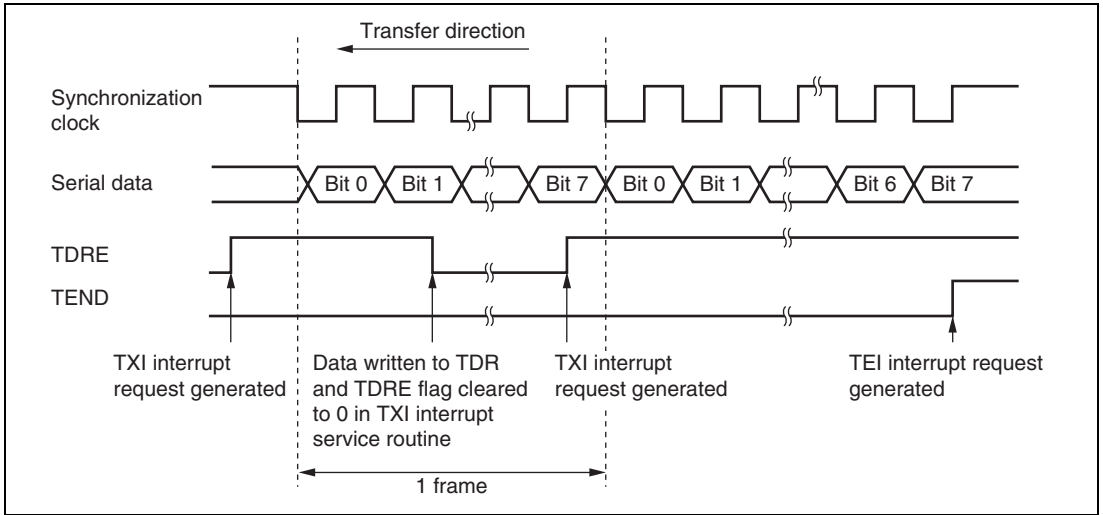 Transfer direction
Synchronization
clock
Serial data
Bit 0
Bit 1
Bit 7
Bit 0
Bit 1
Bit 6
Bit 7
TDRE
TEND
TXI interrupt
request generated
Data written to TDR
and TDRE flag cleared
to 0 in TXI interrupt
service routine
TXI interrupt
request generated
TEI interrupt request
generated
1 frame